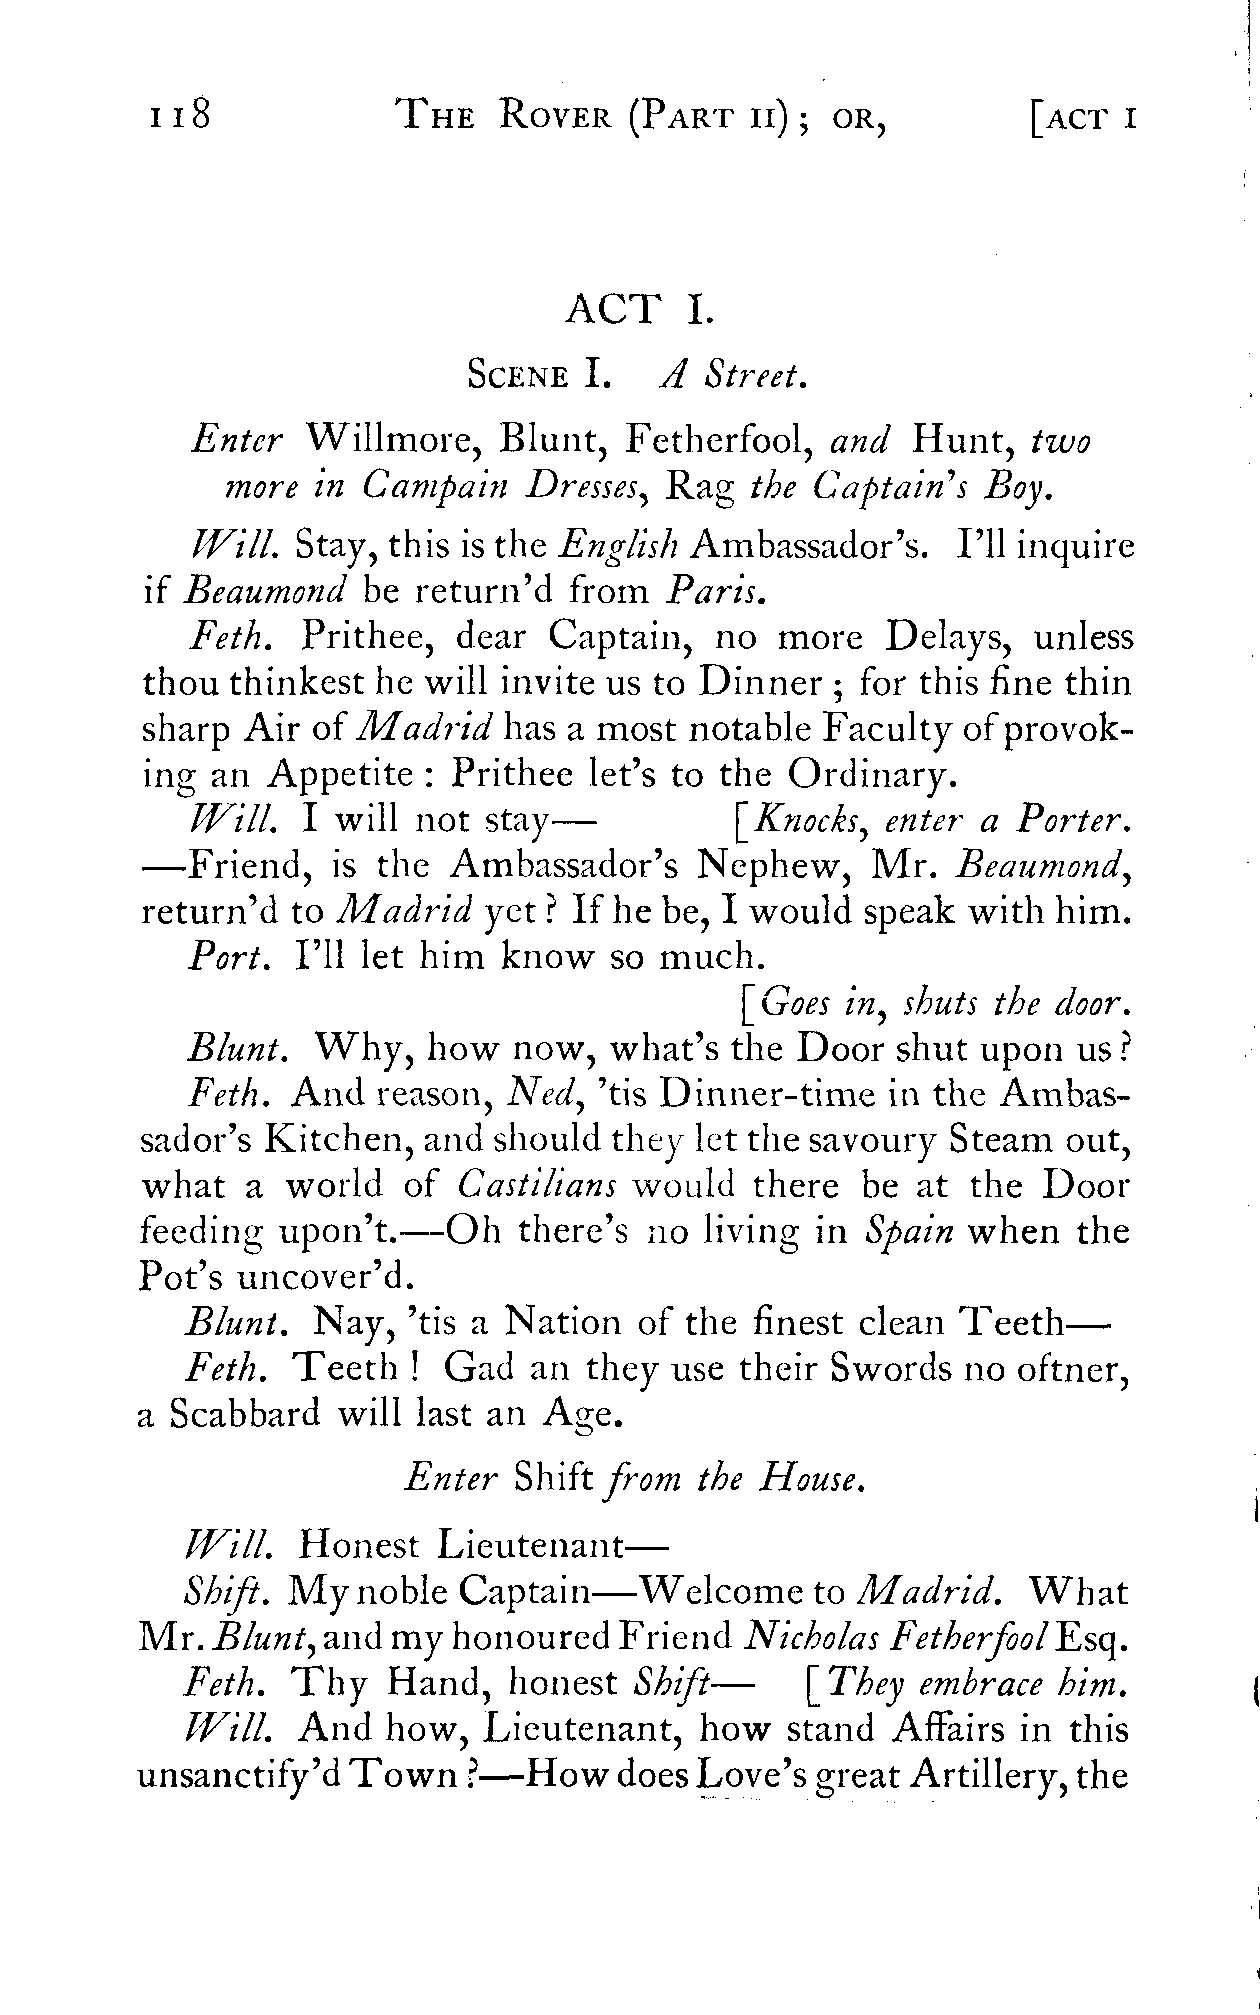 118 THE ROVER (PART II) ; OR, [ACT I
ACT I.
SCENE I. A Street.
Enter Willmore, Blunt, Fetherfool, and Hunt, two
more in Campain Dresses, Rag the Captain's Boy.
Will. Stay, this is the English Ambassador's. I'll inquire
if Beaumond be return'd from Paris.
Feth. Prithee, dear Captain, no more Delays, unless
thou thinkest he will invite us to Dinner ; for this fine thin
sharp Air of Madrid has a most notable Faculty of provok-
ing an Appetite : Prithee let's to the Ordinary.
Will. I will not stay— [Knocks, enter a Porter.
—Friend, is the Ambassador's Nephew, Mr. Beaumond,
return'd to Madrid yet ? If he be, I would speak with him.
Port. I'll let him know so much.
[Goes in, shuts the door.
Blunt. Why, how now, what's the Door shut upon us ?
Feth. And reason, Ned, 'tis Dinner-time in the Ambas-
sador's Kitchen, and should they let the savoury Steam out,
what a world of Castilians would there be at the Door
feeding upon't.—Oh there's no living in Spain when the
Pot's uncover'd.
Blunt. Nay, 'tis a Nation of the finest clean Teeth—
Feth. Teeth ! Gad an they use their Swords no oftner,
a Scabbard will last an Age.
Enter Shift from the House.
Will. Honest Lieutenant—
Shift. My noble Captain—Welcome to Madrid. What
Mr. Blunt, and my honoured Friend Nicholas Fetherfool Esq.
Feth. Thy Hand, honest Shift— [They embrace him.
Will. And how, Lieutenant, how stand Affairs in this
unsanctify'd Town ?—How does Love's great Artillery, the